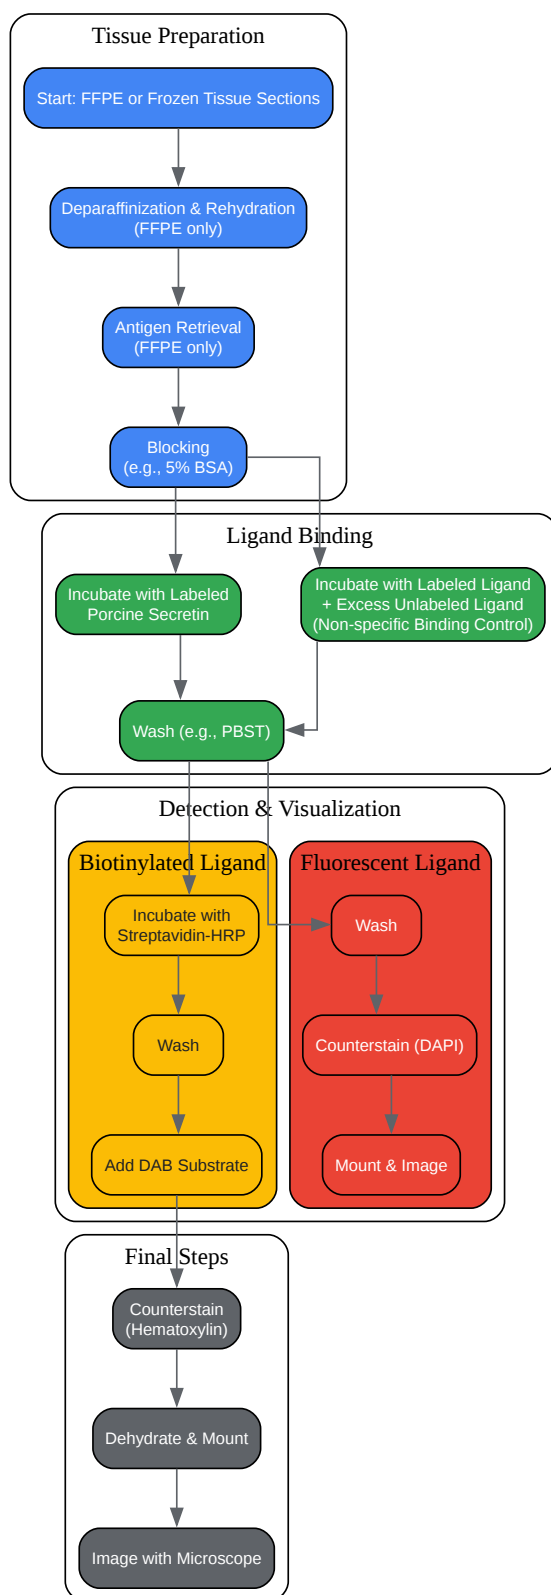 Tissue Preparation
Start: FFPE or Frozen Tissue Sections
Deparaffinization & Rehydration
(FFPE only)
Antigen Retrieval
(FFPE only)
Blocking
(e.g., 5% BSA)
Ligand Binding
Incubate with Labeled
Porcine Secretin
Incubate with Labeled Ligand
+ Excess Unlabeled Ligand
(Non-specific Binding Control)
Wash (e.g., PBST)
Detection & Visualization
Biotinylated Ligand
Incubate with
Streptavidin-HRP
Wash
Add DAB Substrate
Fluorescent Ligand
Wash
Counterstain (DAPI)
Mount & Image
Final Steps
Counterstain
(Hematoxylin)
Dehydrate & Mount
Image with Microscope